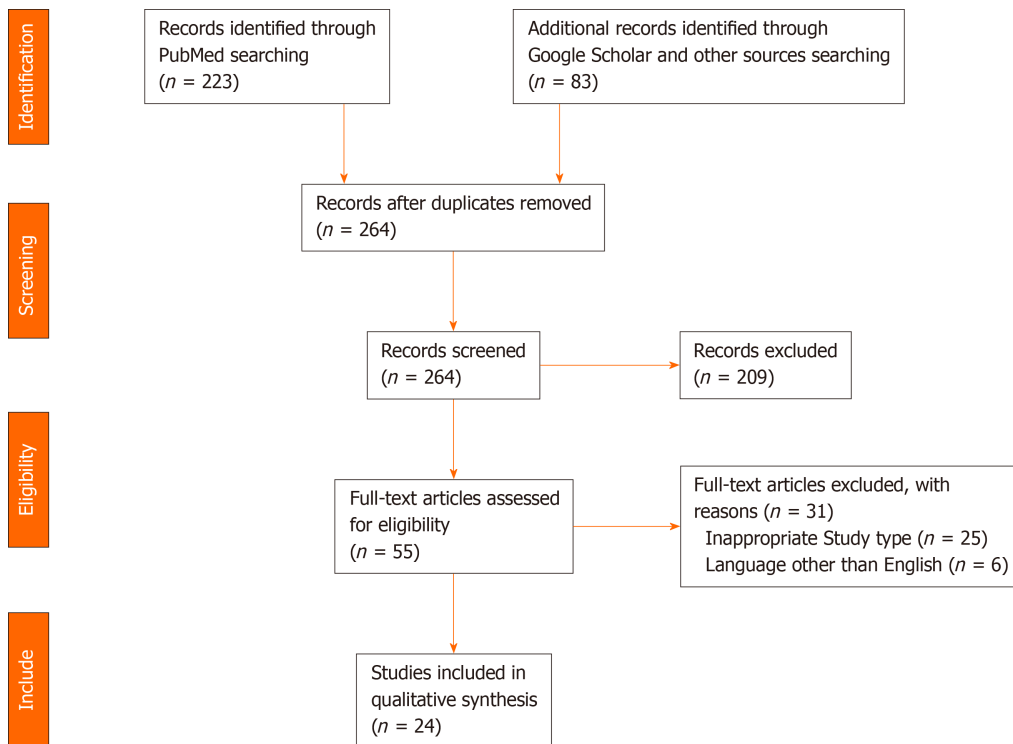 Identification
Records identified through
PubMed searching
(n = 223)
Additional records identified through
Google Scholar and other sources searching
(n = 83)
Screening
Records after duplicates removed
(n = 264)
Records screened
(n = 264)
Records excluded
(n = 209)
Eligibility
Full-text articles assessed
for eligibility
(n = 55)
Full-text articles excluded, with
reasons (n = 31)
Inappropriate Study type (n = 25)
Language other than English (n = 6)
Include
Studies included in
qualitative synthesis
(n = 24)